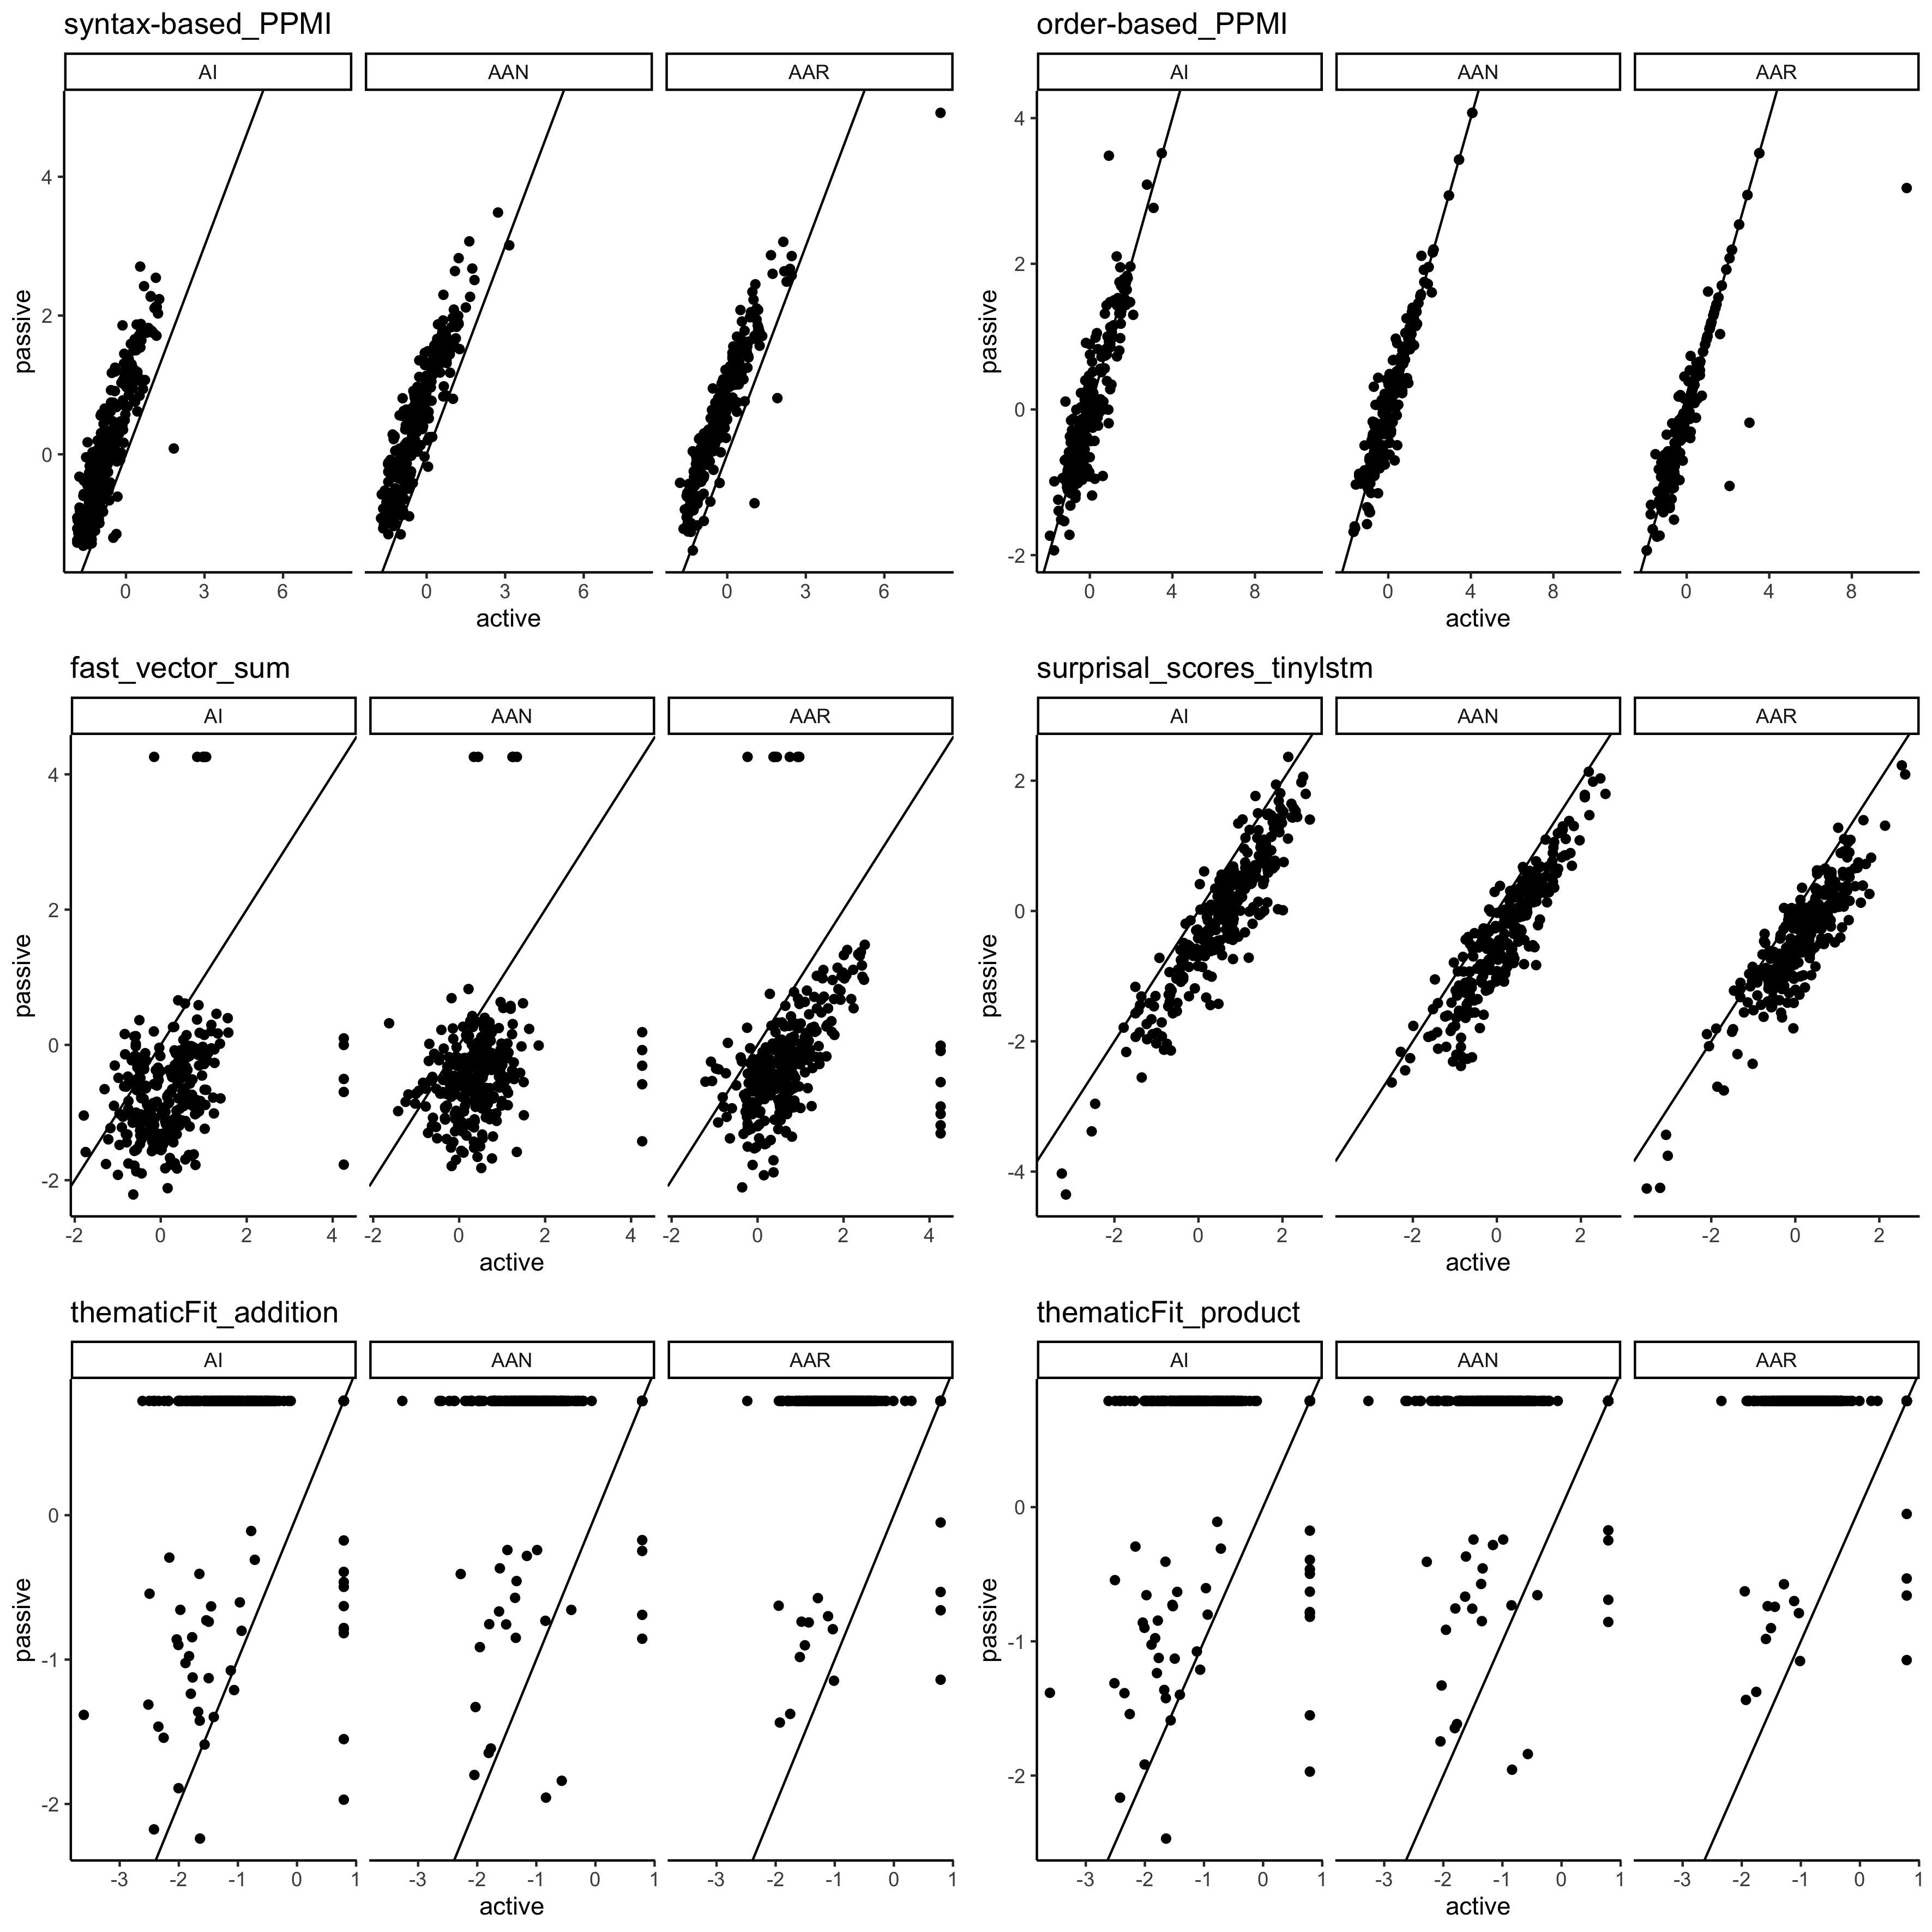 syntax-based_PPMI
AI AAN AAR
passive
4
2
0
0 3 6 0 3 6 0 3 6
active
order-based_PPMI
AI AAN AAR
passive
4
2
0
-2
0 4 8 0 4 8 0 4 8
active
fast_vector_sum
AI AAN AAR
passive
4
2
0
-2
-2 0 2 4 -2 0 2 4 -2 0 2 4
active
surprisal_scores_tinylstm
AI AAN AAR
passive
2
0
-2
-4
-2 0 2 -2 0 2 -2 0 2
active
thematicFit_addition
AI AAN AAR
passive
0
-1
-2
-3 -2 -1 0 1 -3 -2 -1 0 1 -3 -2 -1 0 1
active
thematicFit_product
AI AAN AAR
passive
0
-1
-2
-3 -2 -1 0 1 -3 -2 -1 0 1 -3 -2 -1 0 1
active